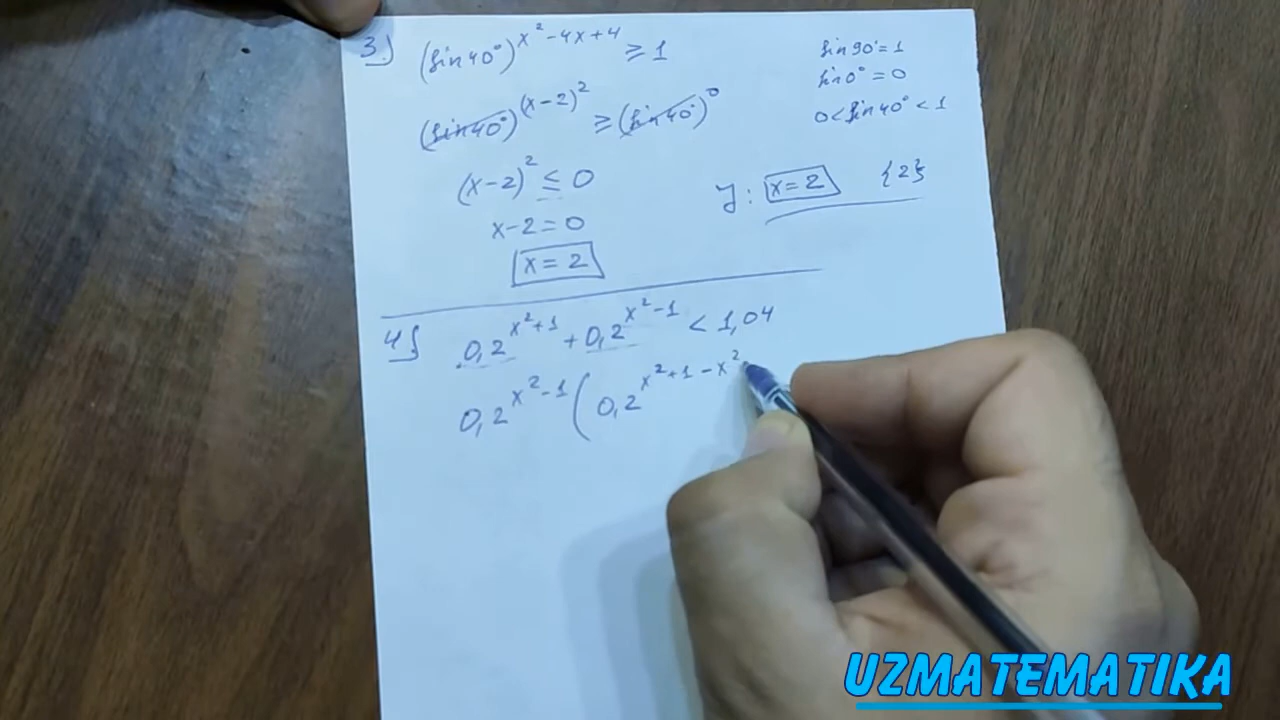 3.) (sin40°)^{x²-4x+4} ≥ 1
(sin40°)^{(x-2)²} ≥ (sin40°)^0
(x-2)² ≤ 0
x-2=0
x=2
sin90°=1
sin0°=0
0<sin40°<1
J: x=2 {2}
4) 0,2^{x²+1} + 0,2^{x²-1} < 1,04
0,2^{x²-1} ( 0,2^{x²+1-x²
UZMATEMATIKA